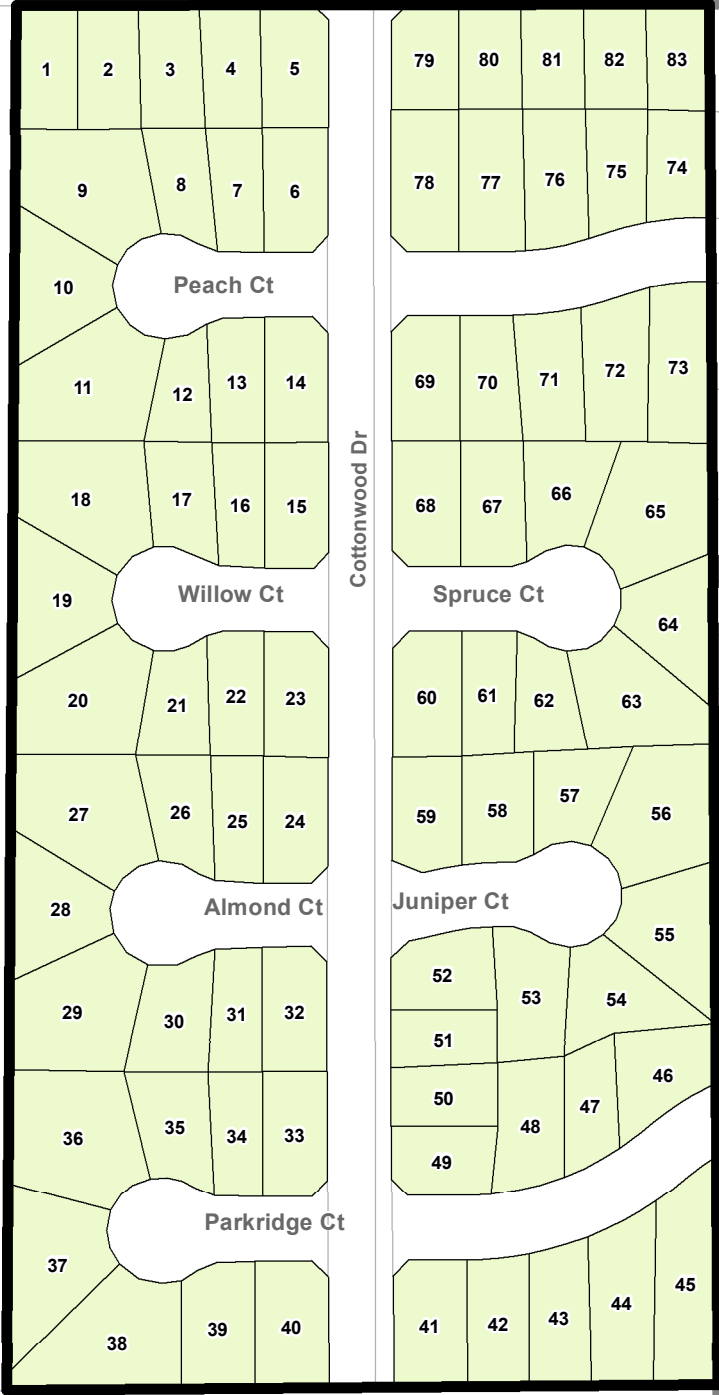 1 2 3 4 5
79 80 81 82 83
9 8 7 6
78 77 76 75 74
10
Peach Ct
11 12 13 14
69 70 71 72 73
Cottonwood Dr
18 17 16 15
68 67 66 65
19
Willow Ct
Spruce Ct
64
20 21 22 23
60 61 62 63
27 26 25 24
59 58 57 56
28
Almond Ct
Juniper Ct
55
29 30 31 32
52 53 54
51
50 48 47 46
36 35 34 33
49
37
Parkridge Ct
38 39 40
41 42 43 44 45